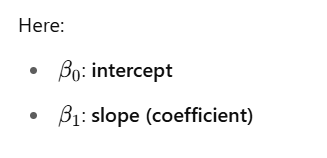 Here:
• β₀: intercept
• β₁: slope (coefficient)